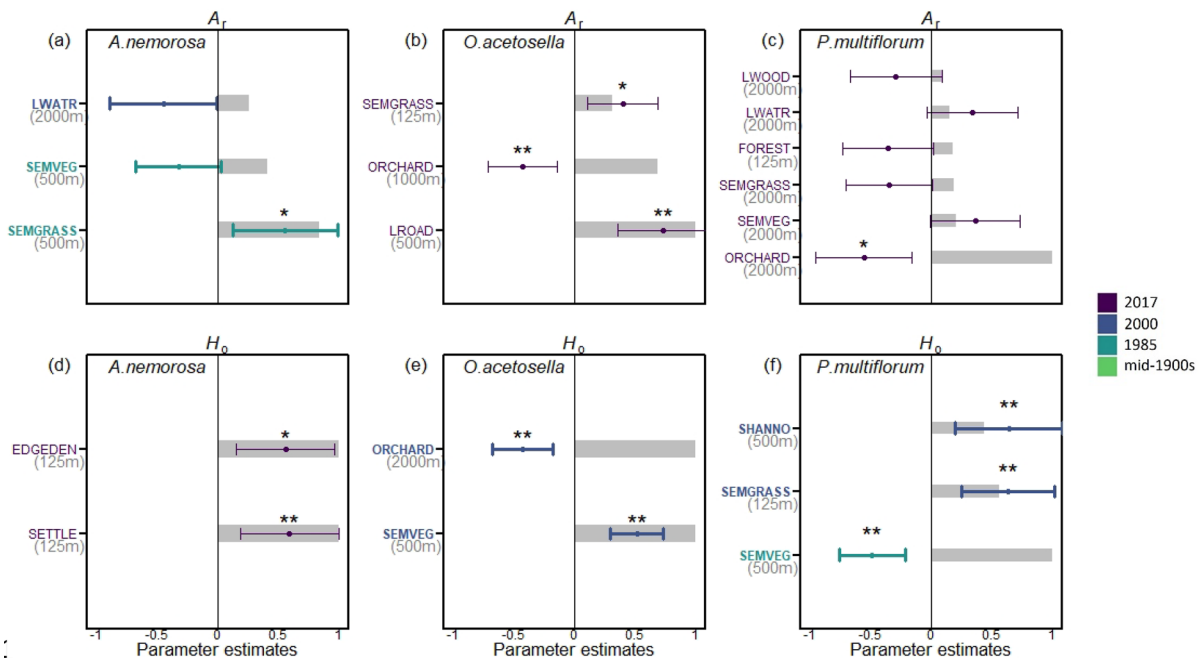 Ar
(a)
A.nemorosa
LWATR
(2000m)
SEMVEG
(500m)
SEMGRASS
(500m)
*
Ar
(b)
O.acetosella
SEMGRASS
(125m)
*
ORCHARD
(1000m)
**
LROAD
(500m)
**
Ar
(c)
P.multiflorum
LWOOD
(2000m)
LWATR
(2000m)
FOREST
(125m)
SEMGRASS
(2000m)
SEMVEG
(2000m)
ORCHARD
(2000m)
*
2017
2000
1985
mid-1900s
Ho
(d)
A.nemorosa
EDGEDEN
(125m)
*
SETTLE
(125m)
**
-1 -0.5 0 0.5 1
Parameter estimates
Ho
(e)
O.acetosella
ORCHARD
(2000m)
**
SEMVEG
(500m)
**
-1 -0.5 0 0.5 1
Parameter estimates
Ho
(f)
P.multiflorum
SHANNO
(500m)
**
SEMGRASS
(125m)
**
SEMVEG
(500m)
**
-1 -0.5 0 0.5 1
Parameter estimates